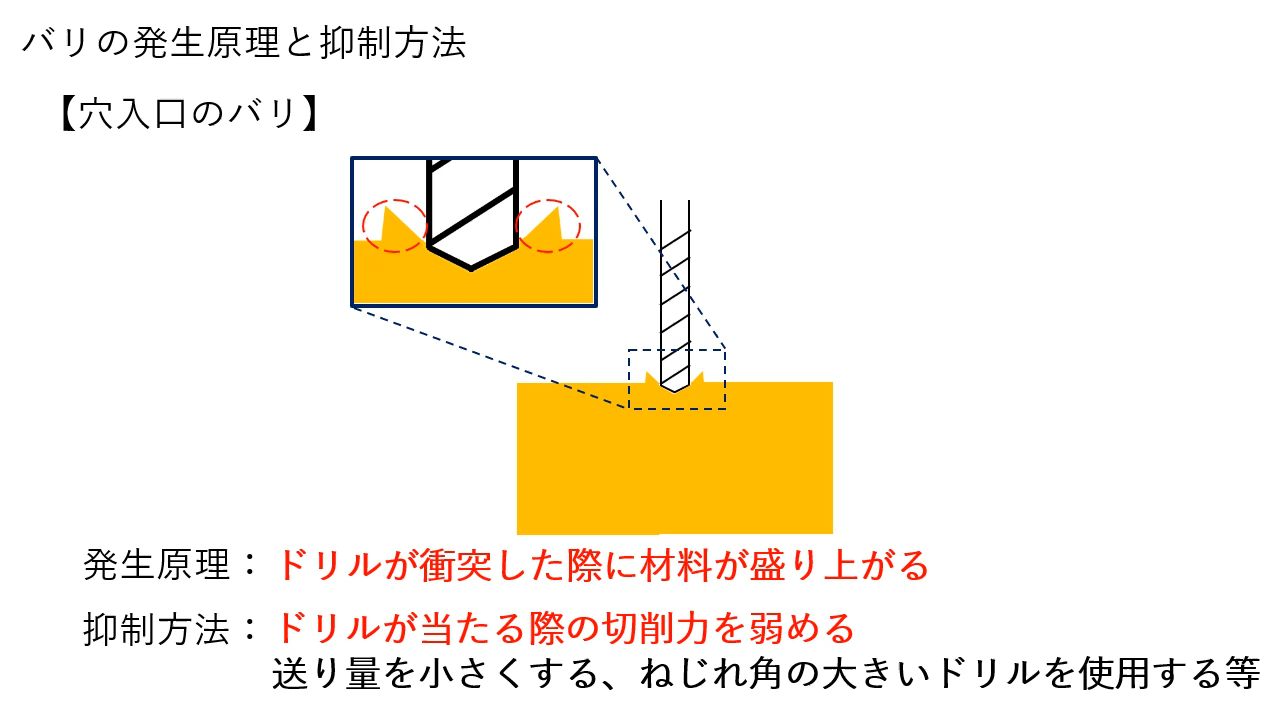 バリの発生原理と抑制方法
【穴入口のバリ】
発生原理：ドリルが衝突した際に材料が盛り上がる
抑制方法：ドリルが当たる際の切削力を弱める
送り量を小さくする、ねじれ角の大きいドリルを使用する等